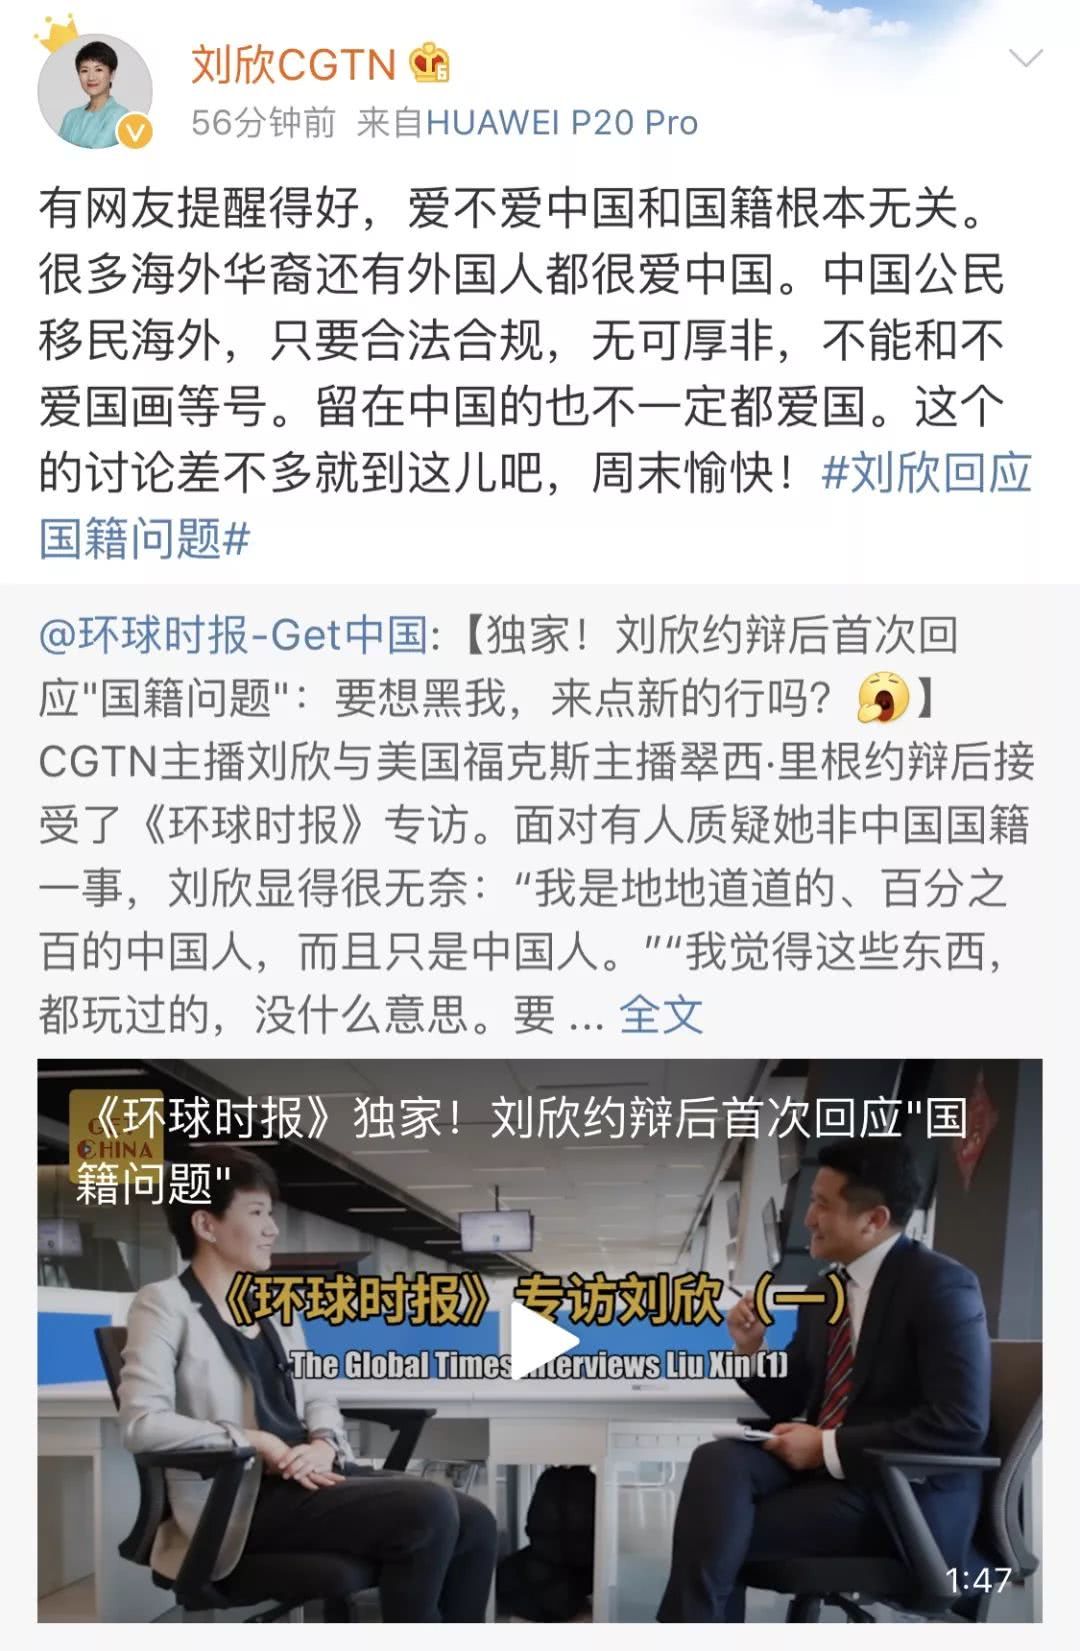 刘欣CGTN
56分钟前 来自HUAWEI P20 Pro
有网友提醒得好，爱不爱中国和国籍根本无关。
很多海外华裔还有外国人都很爱中国。中国公民
移民海外，只要合法合规，无可厚非，不能和不
爱国画等号。留在中国的也不一定都爱国。这个
的讨论差不多就到这儿吧，周末愉快！#刘欣回应
国籍问题#
@环球时报-Get中国:【独家！刘欣约辩后首次回
应"国籍问题"：要想黑我，来点新的行吗？】
CGTN主播刘欣与美国福克斯主播翠西·里根约辩后接
受了《环球时报》专访。面对有人质疑她非中国国籍
一事，刘欣显得很无奈：“我是地地道道的、百分之
百的中国人，而且只是中国人。”“我觉得这些东西，
都玩过的，没什么意思。要 ... 全文
《环球时报》独家！刘欣约辩后首次回应"国
籍问题"
CHINA
《环球时报》专访刘欣（一）
The Global Times Interviews Liu Xin (1)
1:47